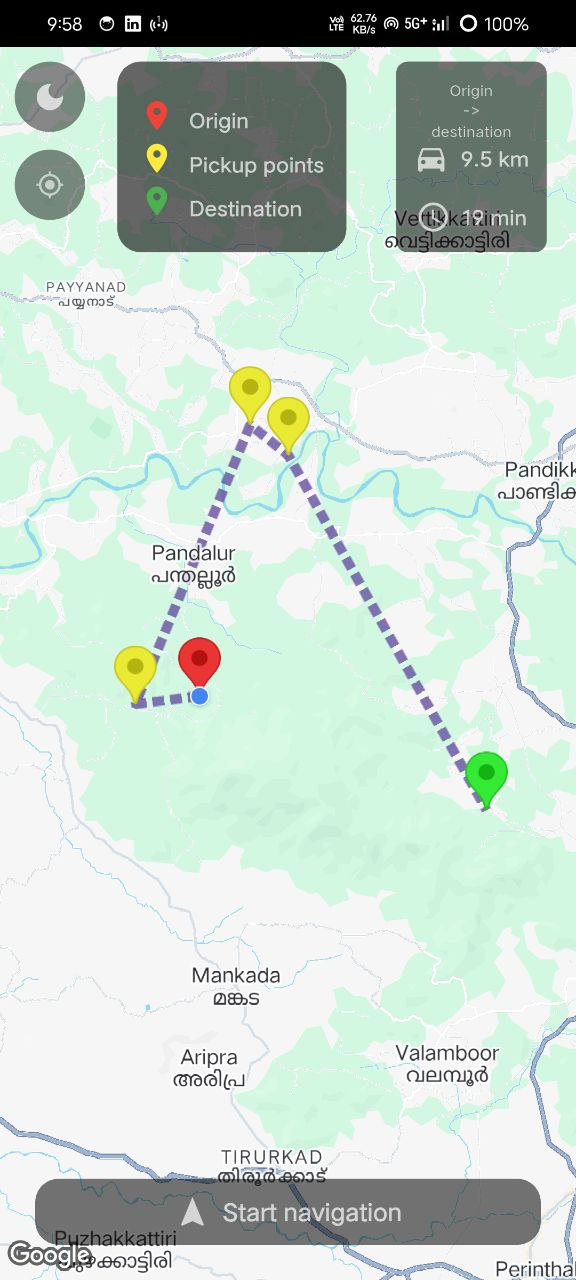 9:58
Vo)
LTE
62.76
KB/s
5G+
100%
Origin
Pickup points
Destination
Origin
->
destination
9.5 km
19 min
വെട്ടിക്കാട്ടിരി
PAYYANAD
പയ്യനാട്
Pandikk
പാണ്ടിക
Pandalur
പന്തല്ലൂർ
Mankada
മങ്കട
Aripra
അരിപ്ര
Valamboor
വലമ്പൂർ
TIRURKAD
തിരൂർക്കാട്
Start navigation
Puzhakkattiri
പുഴക്കാട്ടിരി
Google
Perinthal